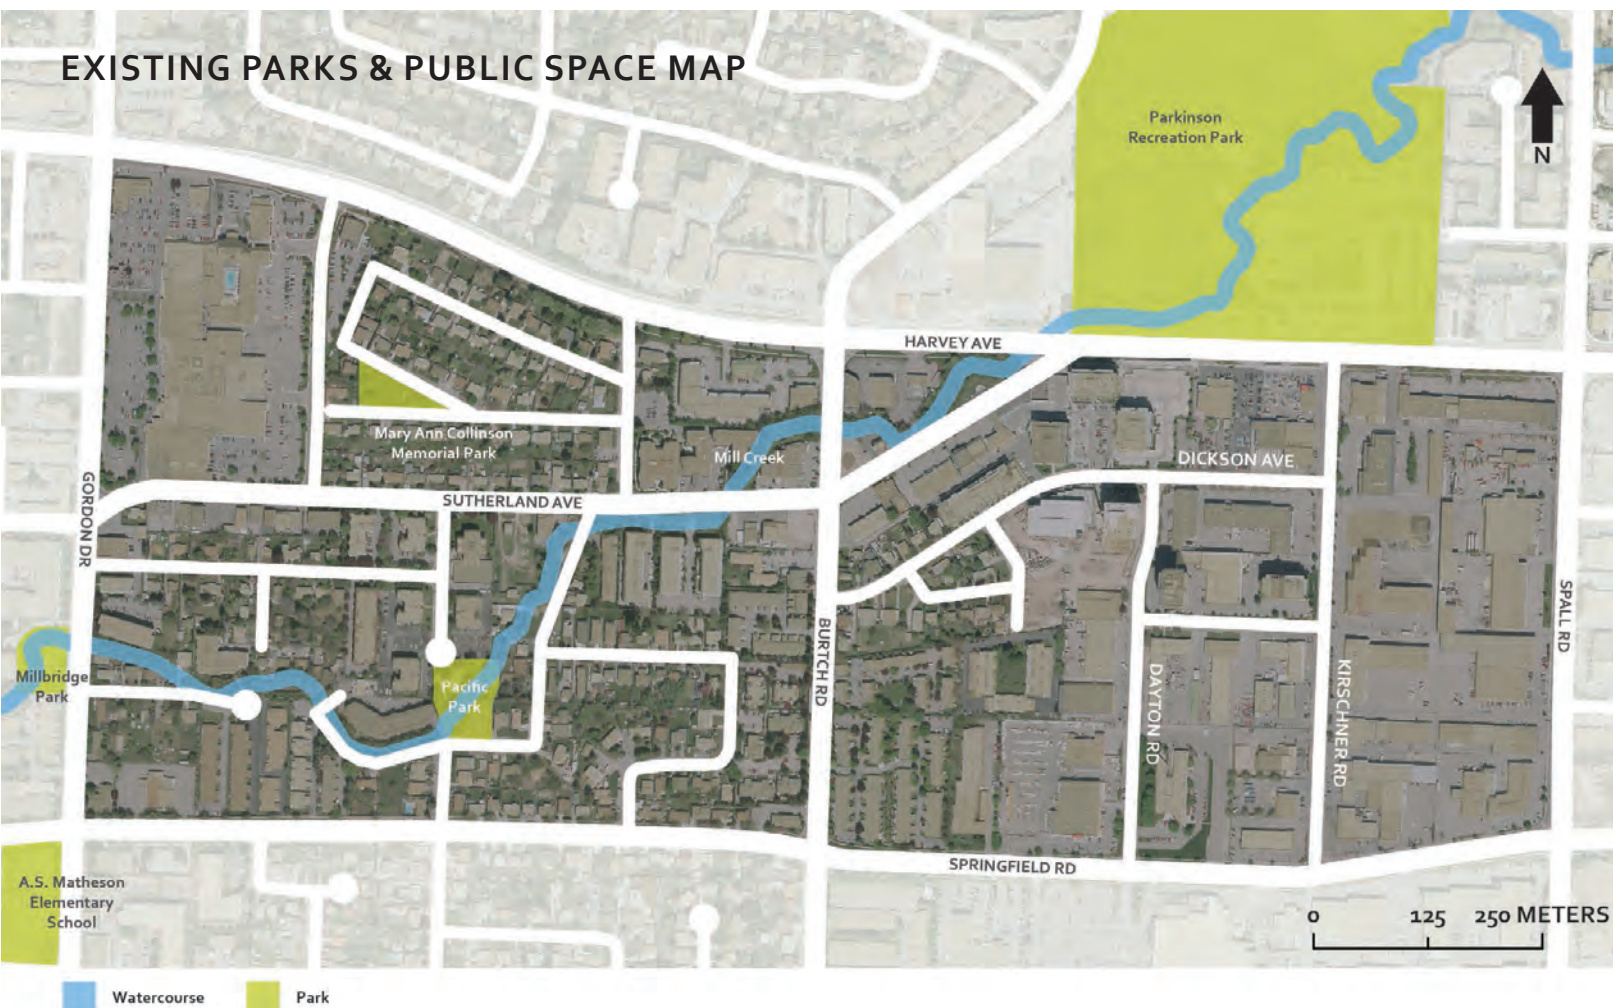 EXISTING PARKS & PUBLIC SPACE MAP
Parkinson
Recreation Park
N
HARVEY AVE
Mary Ann Collinson
Memorial Park
Mill Creek
DICKSON AVE
SUTHERLAND AVE
GORDON DR
SPALL RD
BURTCH RD
Millbridge
Park
Pacific
Park
DAYTON RD
KIRSCHNER RD
SPRINGFIELD RD
A.S. Matheson
Elementary
School
0 125 250 METERS
Watercourse
Park